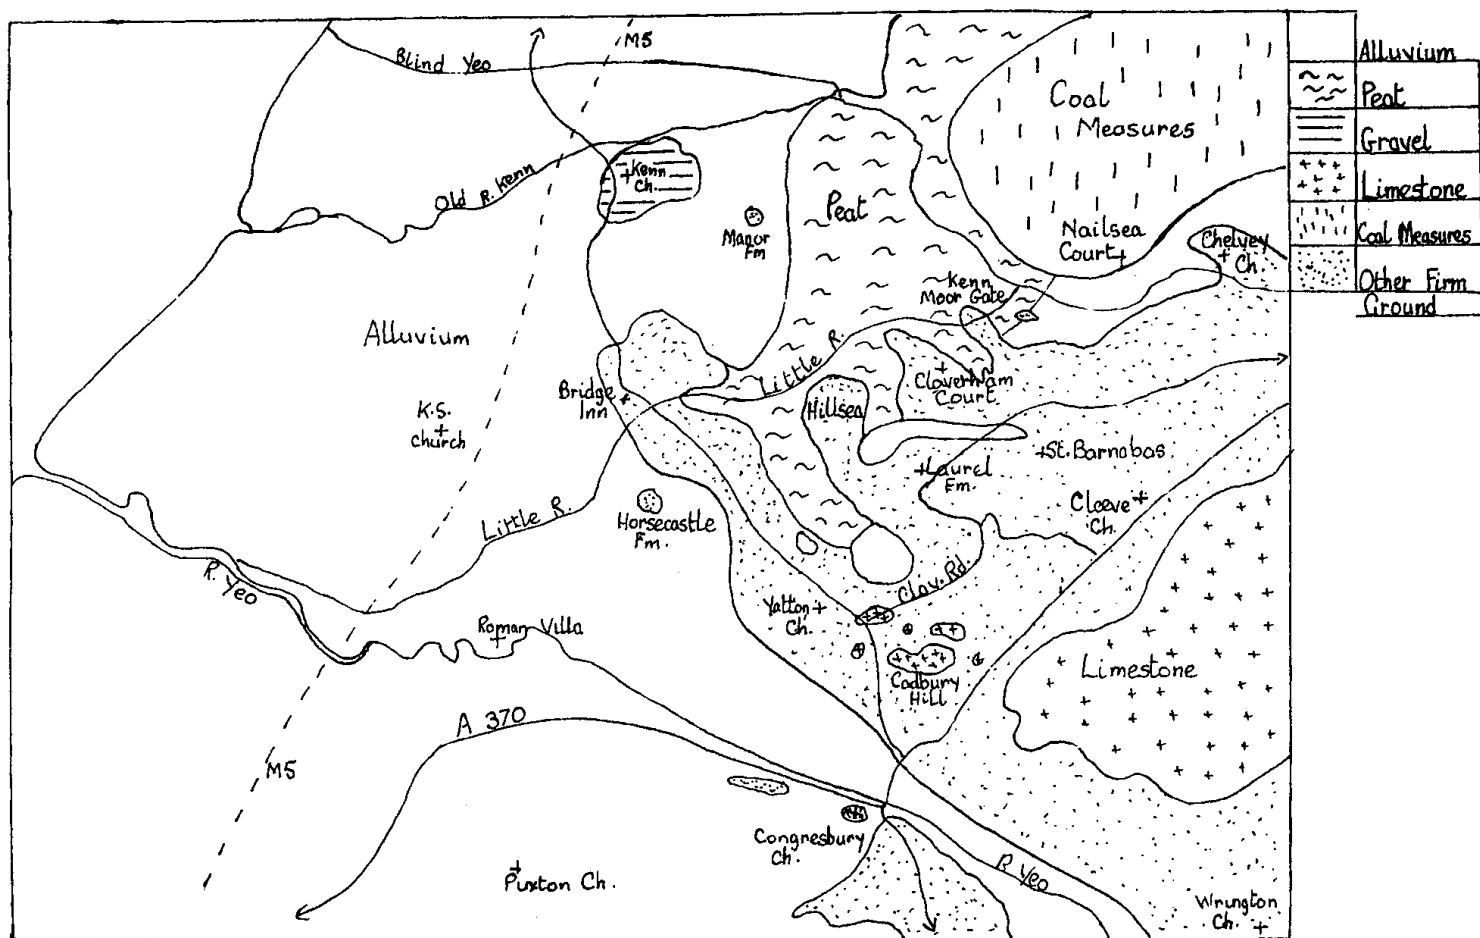 M5
Blind Yeo
Coal
Measures
Old R. Kenn
Kenn
Ch.
Manor
Fm
Peat
Nailsea
Court
Chelvey
Ch.
Kenn
Moor Gate
Alluvium
Little R.
Bridge
Inn
K.S.
Church
Hillsea
Claverham
Court
St. Barnabas
Laurel
Fm.
Cleeve
Ch.
Horsecastle
Fm.
Little R.
R. Yeo
Roman Villa
Yatton
Ch.
Clav. Rd.
Cadbury
Hill
Limestone
A 370
M5
Congresbury
Ch.
Puxton Ch.
R. Yeo
Wrington
Ch.
Alluvium
Peat
Gravel
Limestone
Coal Measures
Other Firm
Ground